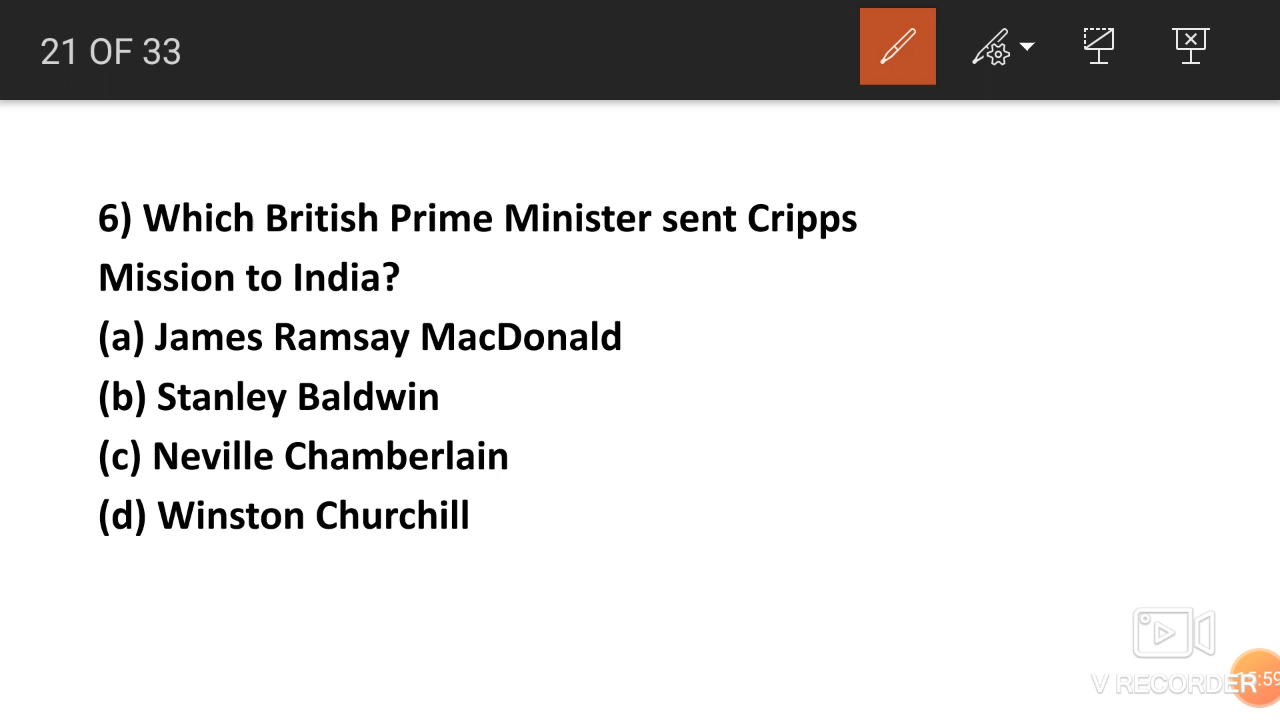 21 OF 33
6) Which British Prime Minister sent Cripps
Mission to India?
(a) James Ramsay MacDonald
(b) Stanley Baldwin
(c) Neville Chamberlain
(d) Winston Churchill
V RECORDER